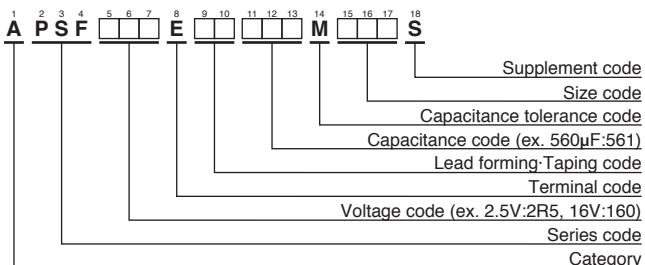 1 2 3 4 5 6 7 8 9 10 11 12 13 14 15 16 17 18
A P S F E M S
Supplement code
Size code
Capacitance tolerance code
Capacitance code (ex. 560µF:561)
Lead forming·Taping code
Terminal code
Voltage code (ex. 2.5V:2R5, 16V:160)
Series code
Category